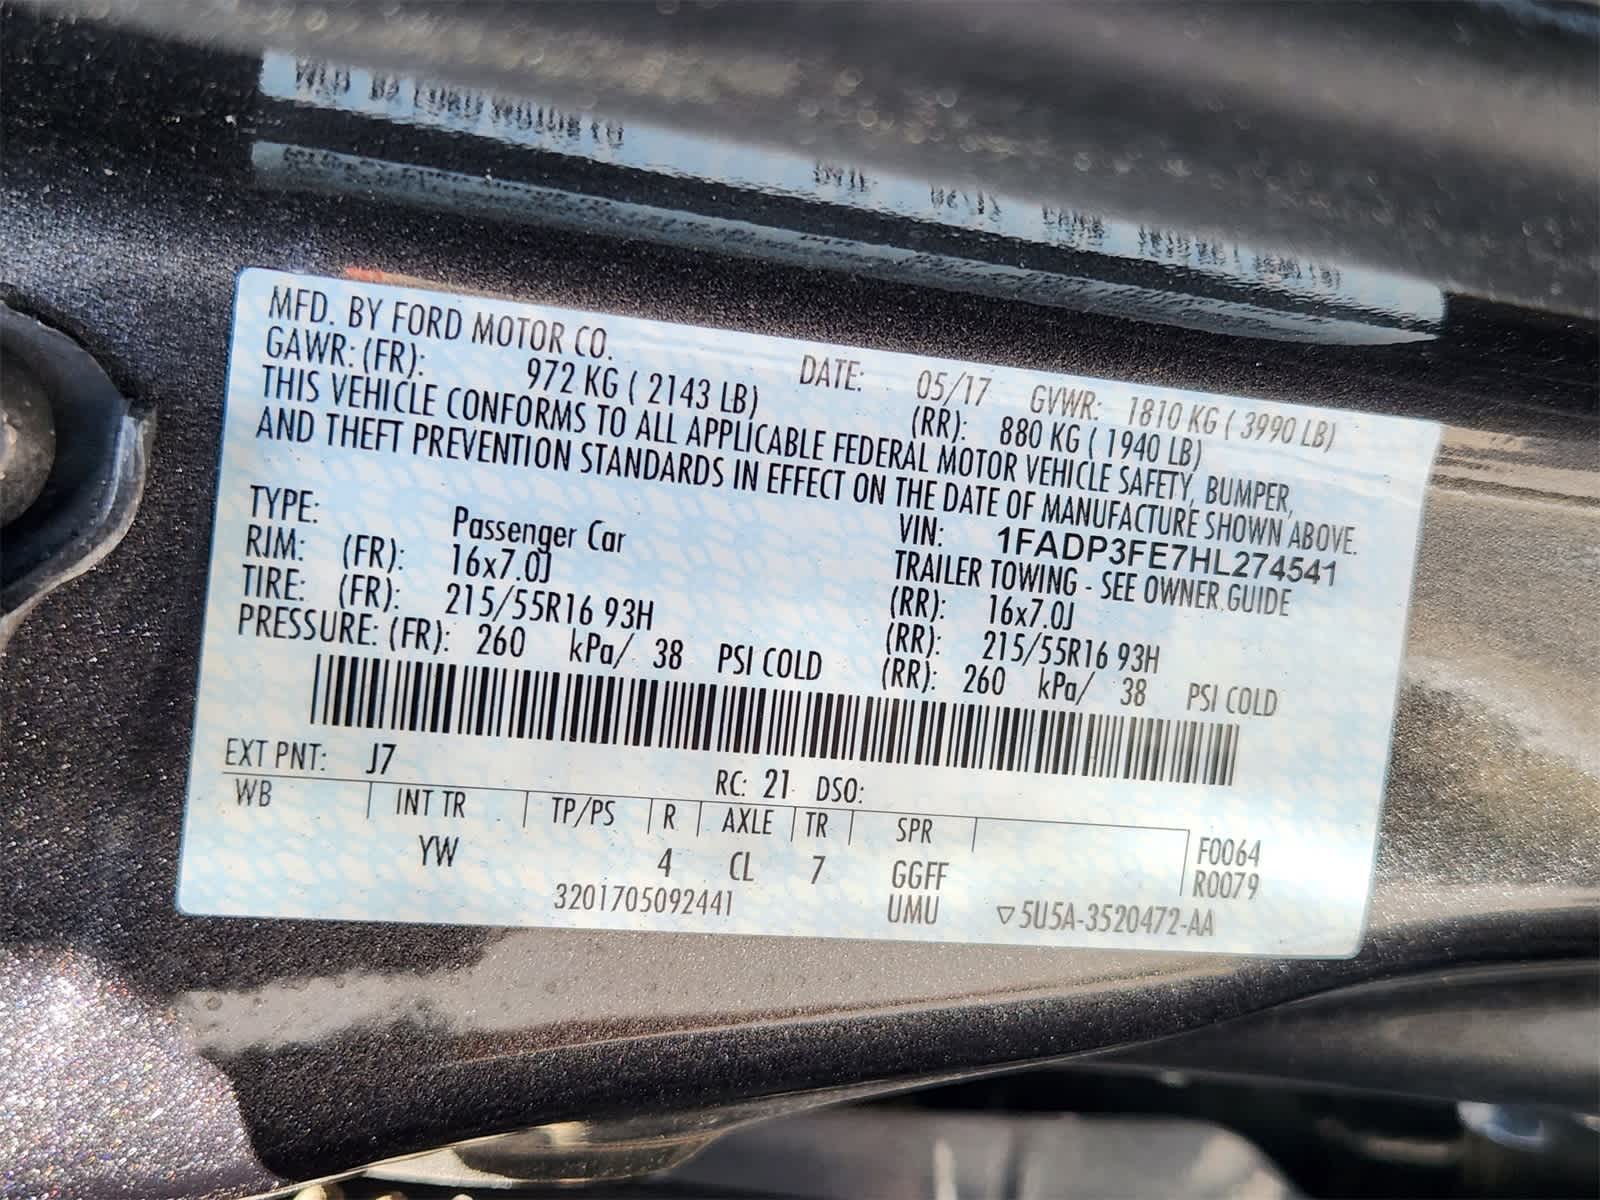 MFD. BY FORD MOTOR CO.
DATE: 05/17 GVWR: 1810 KG ( 3990 LB)
GAWR: (FR): 972 KG ( 2143 LB) (RR): 880 KG ( 1940 LB)
THIS VEHICLE CONFORMS TO ALL APPLICABLE FEDERAL MOTOR VEHICLE SAFETY, BUMPER,
AND THEFT PREVENTION STANDARDS IN EFFECT ON THE DATE OF MANUFACTURE SHOWN ABOVE.
VIN: 1FADP3FE7HL274541
TYPE: Passenger Car TRAILER TOWING - SEE OWNER GUIDE
RIM: (FR): 16x7.0J (RR): 16x7.0J
TIRE: (FR): 215/55R16 93H (RR): 215/55R16 93H
PRESSURE: (FR): 260 kPa/ 38 PSI COLD (RR): 260 kPa/ 38 PSI COLD
EXT PNT: J7 RC: 21 DSO:
WB INT TR TP/PS R AXLE TR SPR F0064
YW 4 CL 7 GGFF R0079
3201705092441 UMU ▽5U5A-3520472-AA